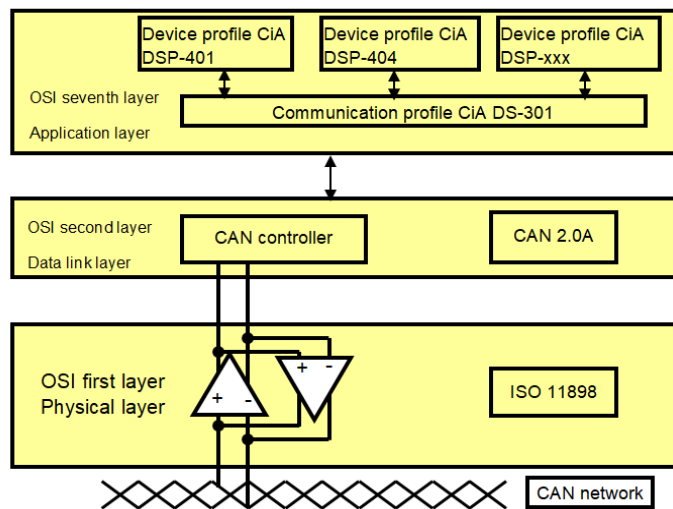 Device profile CiA
DSP-401
Device profile CiA
DSP-404
Device profile CiA
DSP-xxx
OSI seventh layer
Application layer
Communication profile CiA DS-301
OSI second layer
Data link layer
CAN controller
CAN 2.0A
OSI first layer
Physical layer
+ -
+ -
ISO 11898
CAN network